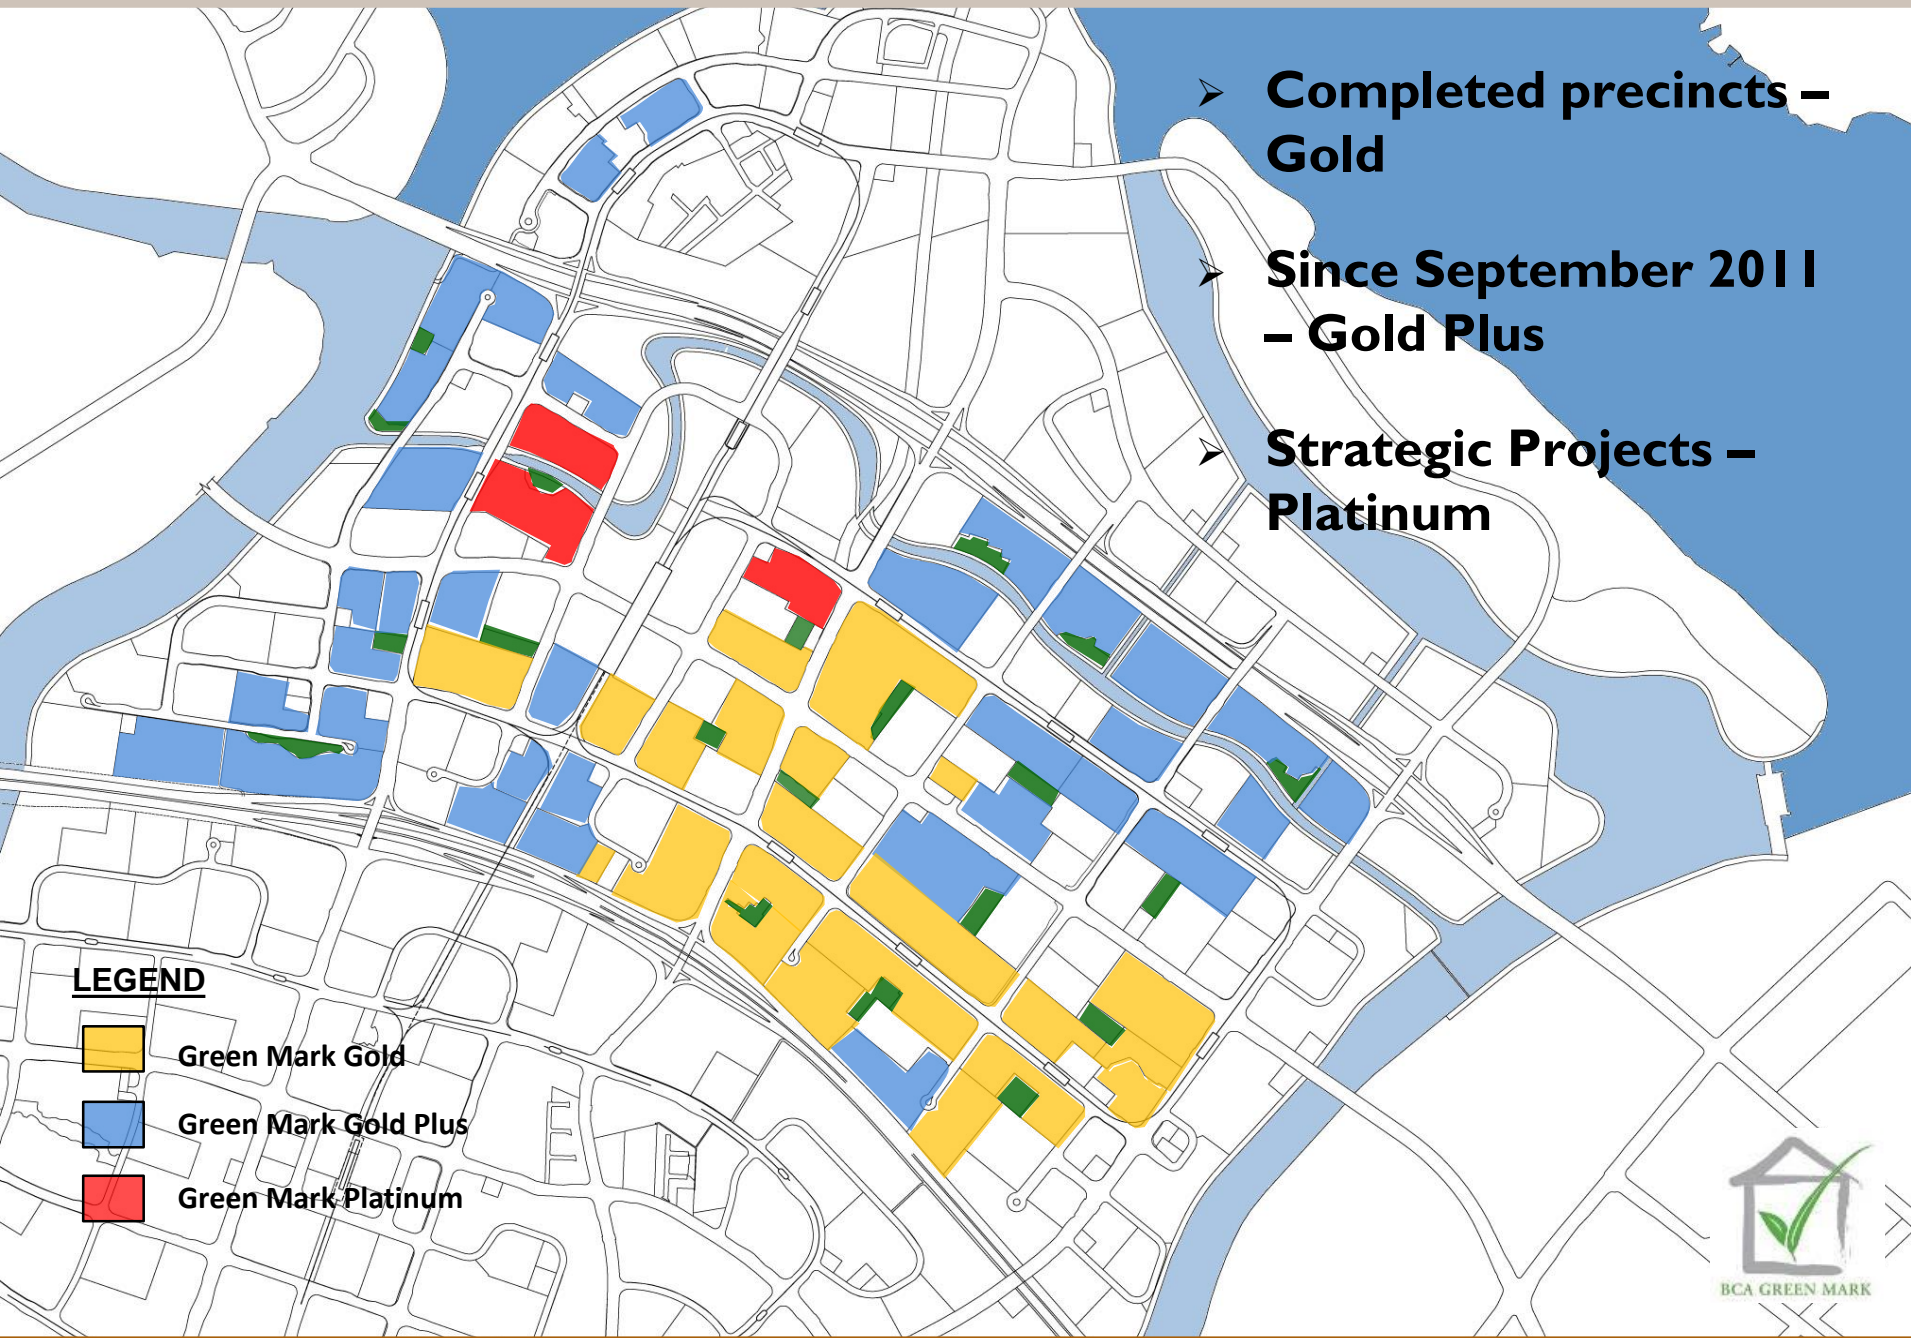 ➢ Completed precincts –
Gold
➢ Since September 2011
– Gold Plus
➢ Strategic Projects –
Platinum
LEGEND
Green Mark Gold
Green Mark Gold Plus
Green Mark Platinum
BCA GREEN MARK